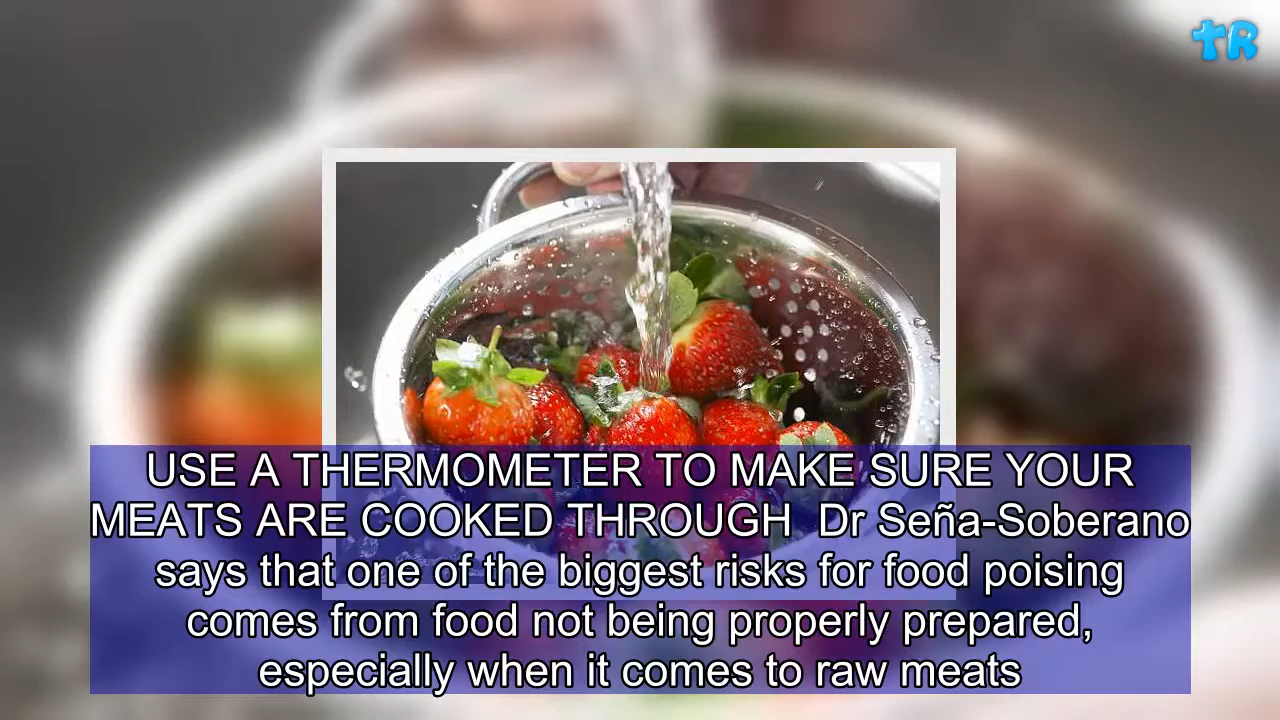 TR
USE A THERMOMETER TO MAKE SURE YOUR
MEATS ARE COOKED THROUGH  Dr Seña-Soberano
says that one of the biggest risks for food poising
comes from food not being properly prepared,
especially when it comes to raw meats